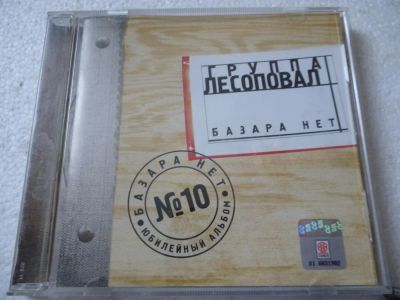 ГРУППА
ЛЕСОПОВАЛ
БАЗАРА НЕТ
БАЗАРА НЕТ
№10
ЮБИЛЕЙНЫЙ АЛЬБОМ